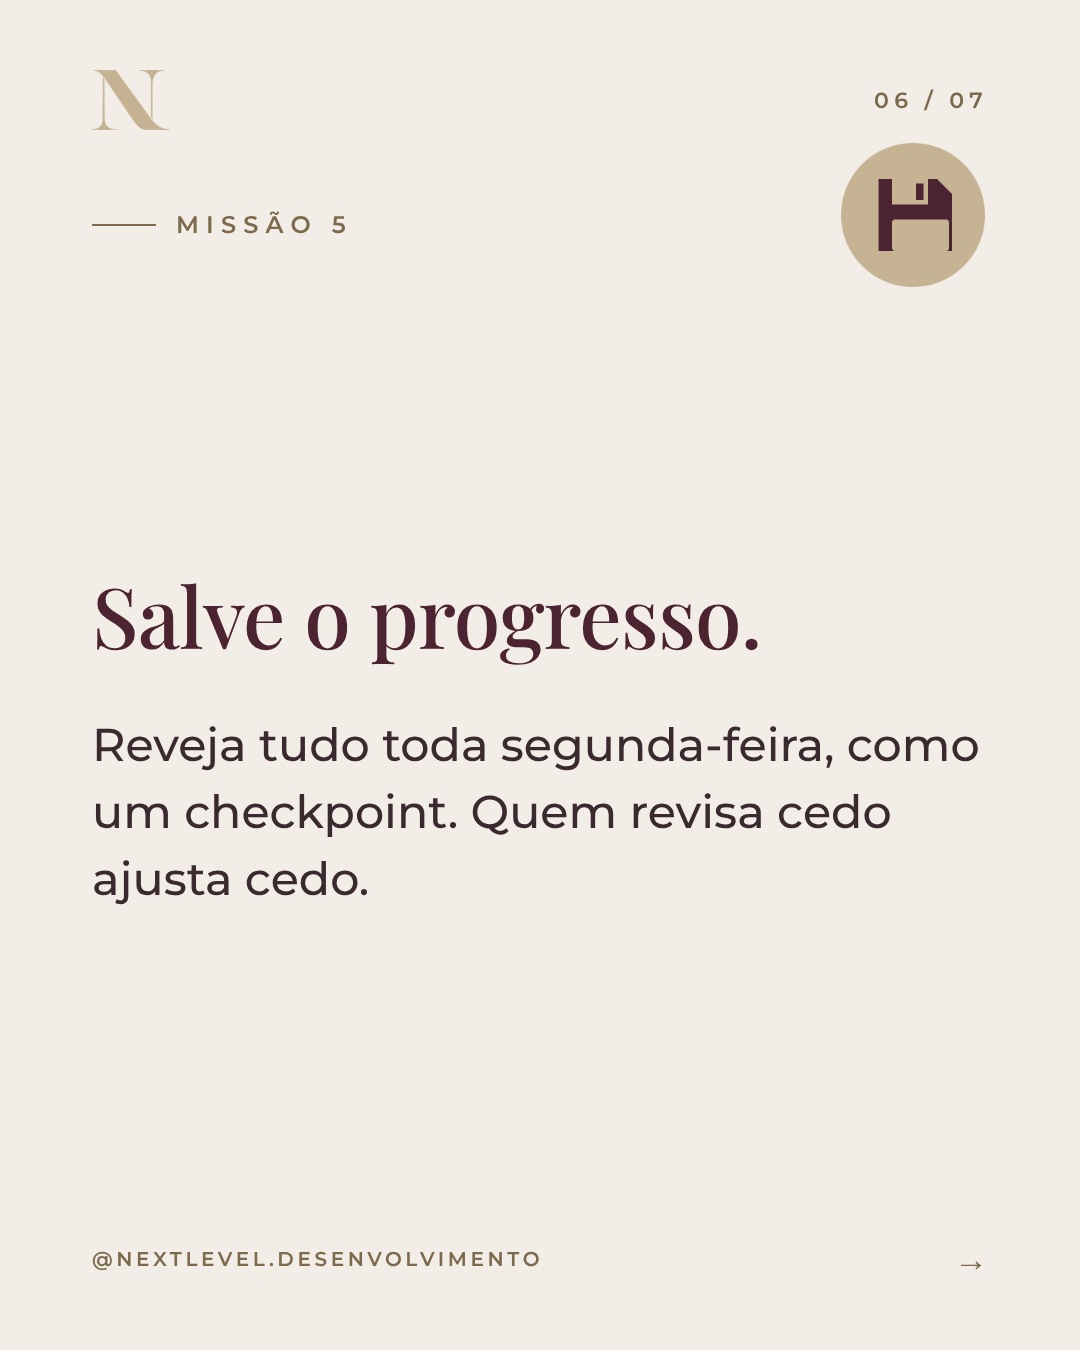 N
06 / 07
MISSÃO 5
Salve o progresso.
Reveja tudo toda segunda-feira, como
um checkpoint. Quem revisa cedo
ajusta cedo.
@NEXTLEVEL.DESENVOLVIMENTO
→